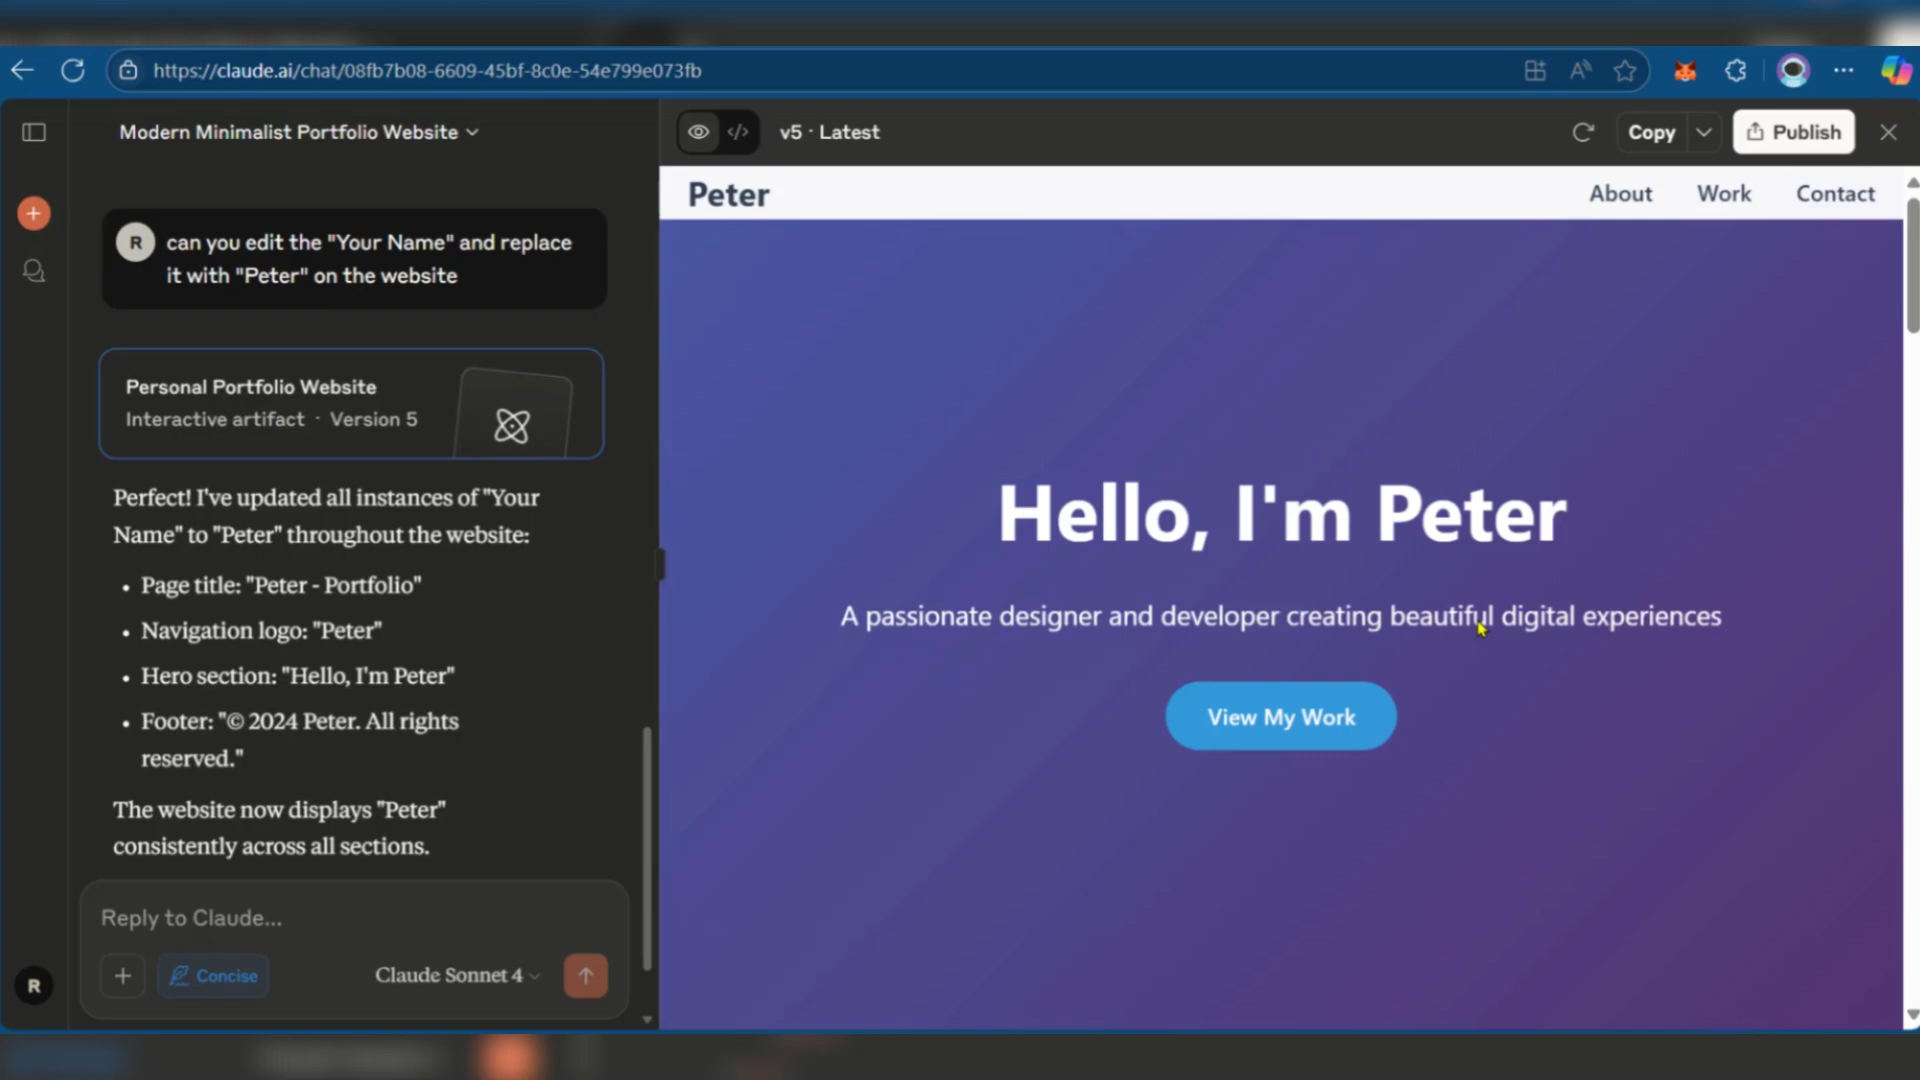 https://claude.ai/chat/08fb7b08-6609-45bf-8c0e-54e799e073fb
Modern Minimalist Portfolio Website
R
can you edit the "Your Name" and replace
it with "Peter" on the website
Personal Portfolio Website
Interactive artifact · Version 5
Perfect! I've updated all instances of "Your
Name" to "Peter" throughout the website:
• Page title: "Peter - Portfolio"
• Navigation logo: "Peter"
• Hero section: "Hello, I'm Peter"
• Footer: "© 2024 Peter. All rights
reserved."
The website now displays "Peter"
consistently across all sections.
Reply to Claude...
Concise
Claude Sonnet 4
R
v5 · Latest
Copy
Publish
Peter
About
Work
Contact
Hello, I'm Peter
A passionate designer and developer creating beautiful digital experiences
View My Work